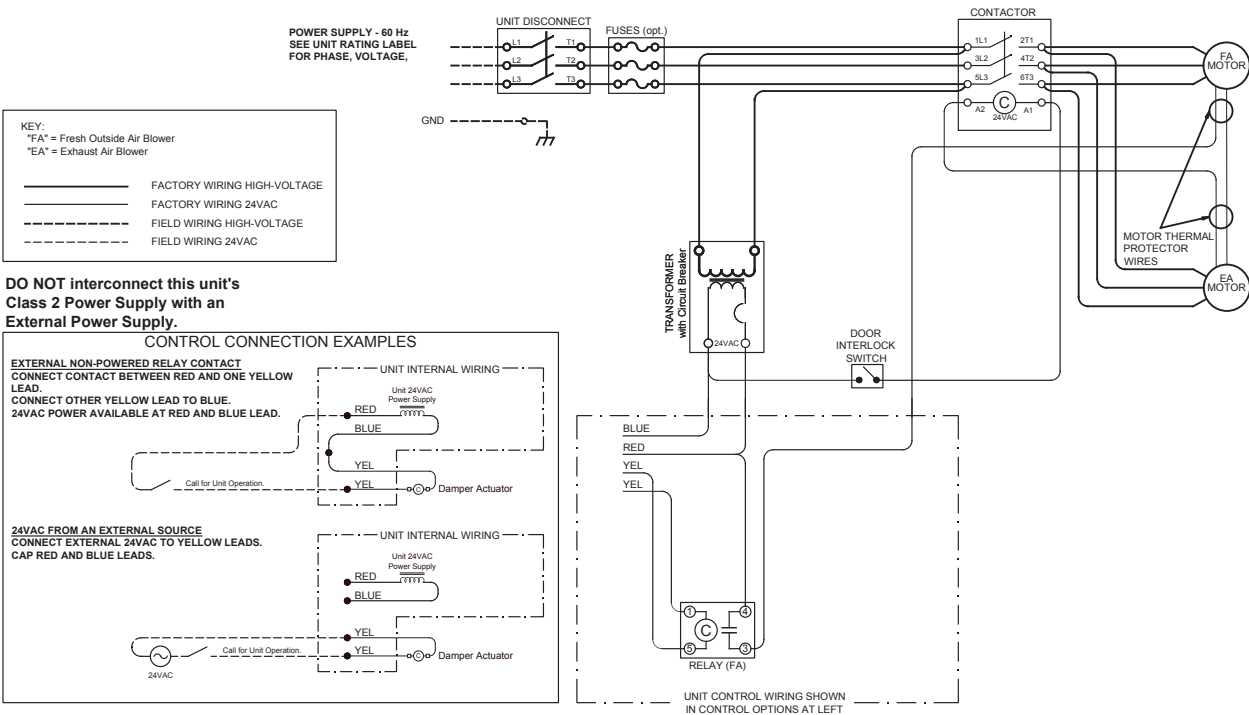 POWER SUPPLY - 60 Hz
SEE UNIT RATING LABEL
FOR PHASE, VOLTAGE,
UNIT DISCONNECT
L1
T1
L2
T2
L3
T3
FUSES (opt.)
GND
CONTACTOR
1L1
2T1
3L2
4T2
5L3
6T3
A2
C
A1
24VAC
FA
MOTOR
MOTOR THERMAL
PROTECTOR
WIRES
EA
MOTOR
KEY:
"FA" = Fresh Outside Air Blower
"EA" = Exhaust Air Blower
FACTORY WIRING HIGH-VOLTAGE
FACTORY WIRING 24VAC
FIELD WIRING HIGH-VOLTAGE
FIELD WIRING 24VAC
DO NOT interconnect this unit's
Class 2 Power Supply with an
External Power Supply.
TRANSFORMER
with Circuit Breaker
24VAC
DOOR
INTERLOCK
SWITCH
CONTROL CONNECTION EXAMPLES
EXTERNAL NON-POWERED RELAY CONTACT
CONNECT CONTACT BETWEEN RED AND ONE YELLOW
LEAD.
CONNECT OTHER YELLOW LEAD TO BLUE.
24VAC POWER AVAILABLE AT RED AND BLUE LEAD.
UNIT INTERNAL WIRING
Unit 24VAC
Power Supply
RED
BLUE
YEL
YEL
Call for Unit Operation.
C
Damper Actuator
24VAC FROM AN EXTERNAL SOURCE
CONNECT EXTERNAL 24VAC TO YELLOW LEADS.
CAP RED AND BLUE LEADS.
UNIT INTERNAL WIRING
Unit 24VAC
Power Supply
RED
BLUE
YEL
YEL
Call for Unit Operation.
C
Damper Actuator
24VAC
BLUE
RED
YEL
YEL
1
4
C
5
3
RELAY (FA)
UNIT CONTROL WIRING SHOWN
IN CONTROL OPTIONS AT LEFT